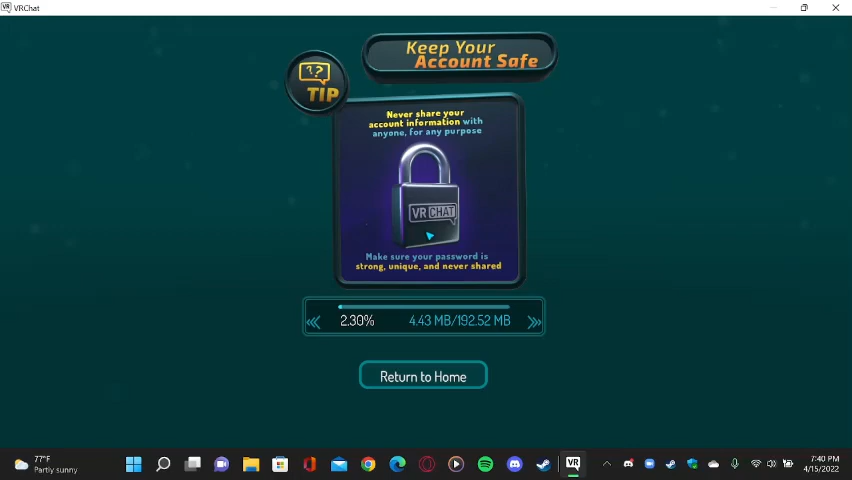 VRChat
Keep Your
Account Safe
TIP
Never share your
account information with
anyone, for any purpose
VRCHAT
Make sure your password is
strong, unique, and never shared
2.30% 4.43 MB/192.52 MB
Return to Home
77°F
Partly sunny
VR
7:40 PM
4/15/2022